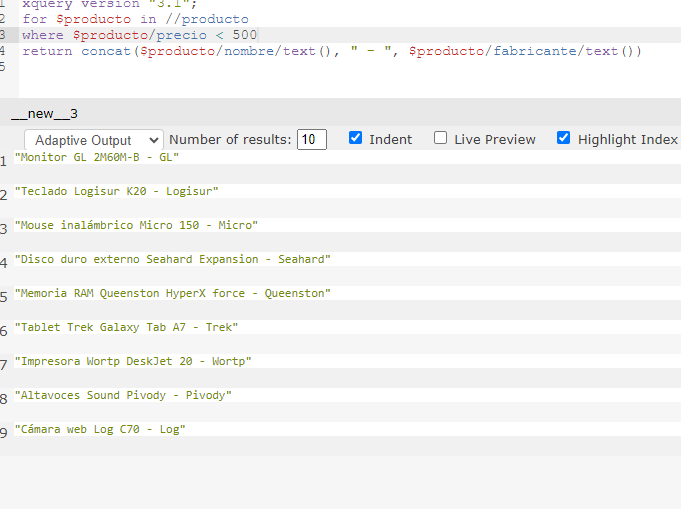 1 xquery version "3.1";
2 for $producto in //producto
3 where $producto/precio < 500
4 return concat($producto/nombre/text(), " - ", $producto/fabricante/text())
5
__new__3
Adaptive Output Number of results: 10 Indent Live Preview Highlight Index
1 "Monitor GL 2M60M-B - GL"
2 "Teclado Logisur K20 - Logisur"
3 "Mouse inalámbrico Micro 150 - Micro"
4 "Disco duro externo Seahard Expansion - Seahard"
5 "Memoria RAM Queenston HyperX force - Queenston"
6 "Tablet Trek Galaxy Tab A7 - Trek"
7 "Impresora Wortp DeskJet 20 - Wortp"
8 "Altavoces Sound Pivody - Pivody"
9 "Cámara web Log C70 - Log"